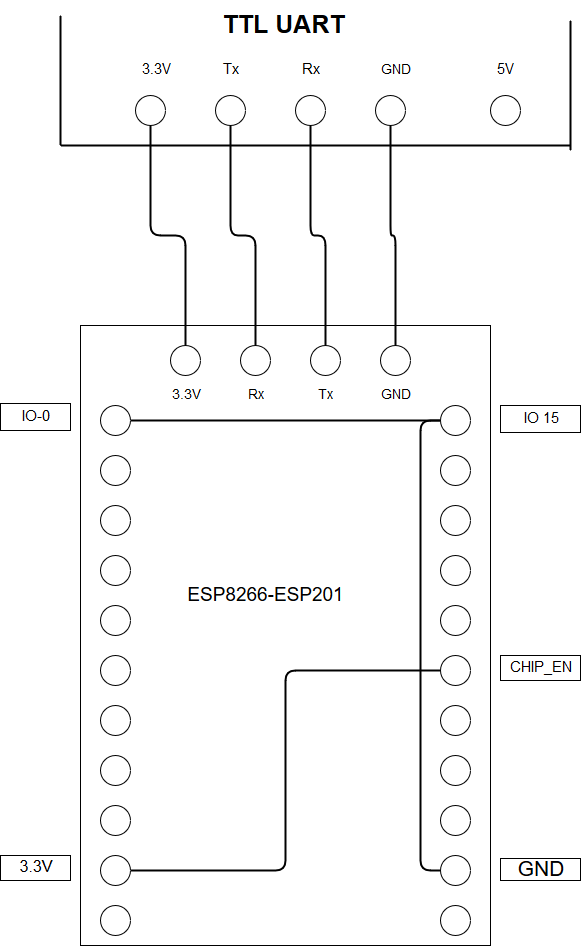 TTL UART
3.3V Tx Rx GND 5V
3.3V Rx Tx GND
IO-0 IO 15
ESP8266-ESP201
CHIP_EN
3.3V GND